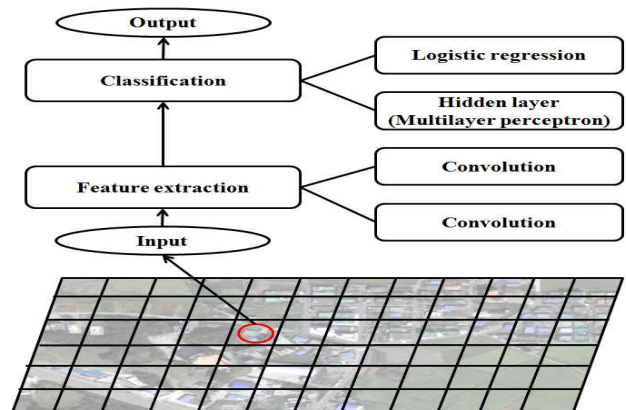 Output
Classification
Logistic regression
Hidden layer
(Multilayer perceptron)
Feature extraction
Convolution
Convolution
Input